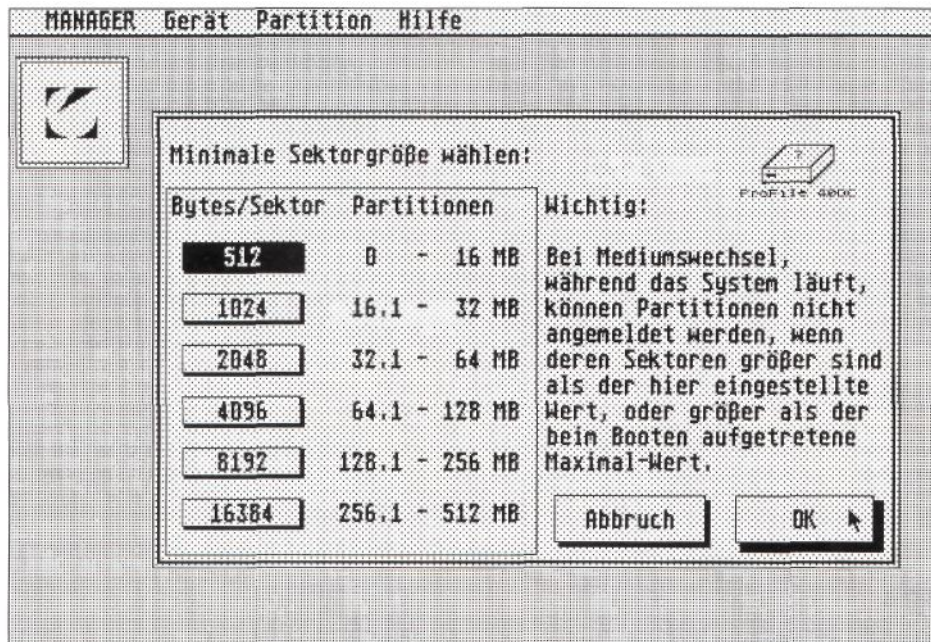 MANAGER Gerät Partition Hilfe
Minimale Sektorgröße wählen:
ProFile 40DC
Bytes/Sektor Partitionen
512 0 - 16 MB
1024 16.1 - 32 MB
2048 32.1 - 64 MB
4096 64.1 - 128 MB
8192 128.1 - 256 MB
16384 256.1 - 512 MB
Wichtig:
Bei Mediumswechsel,
während das System läuft,
können Partitionen nicht
angemeldet werden, wenn
deren Sektoren größer sind
als der hier eingestellte
Wert, oder größer als der
beim Booten aufgetretene
Maximal-Wert.
Abbruch OK